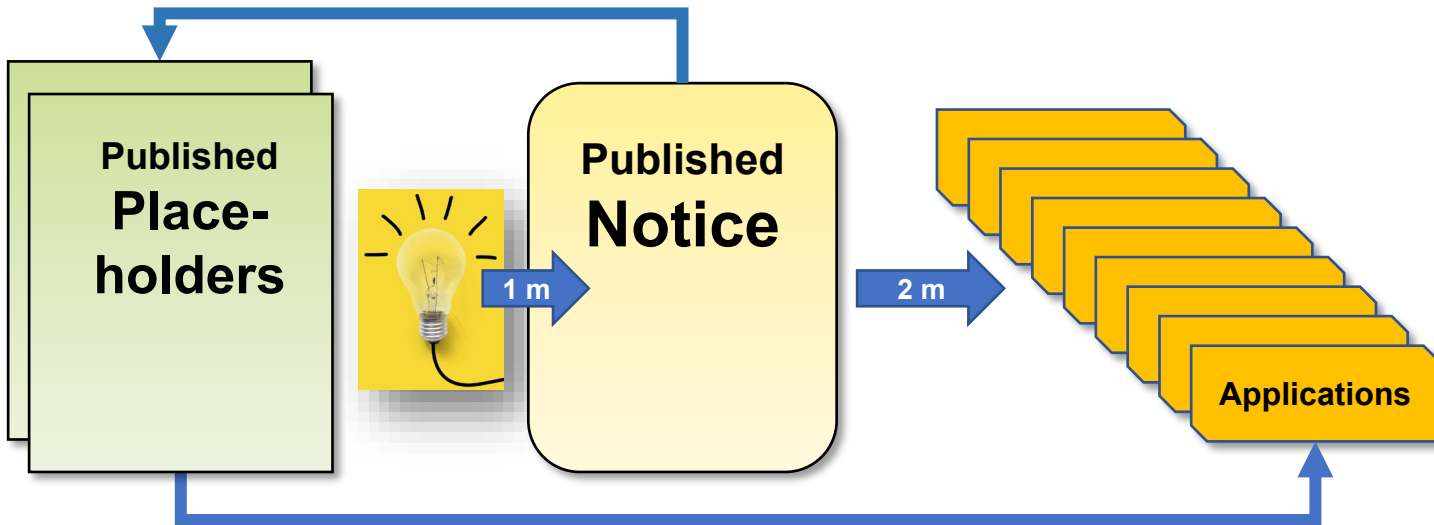 Published
Place-
holders
1 m
Published
Notice
2 m
Applications